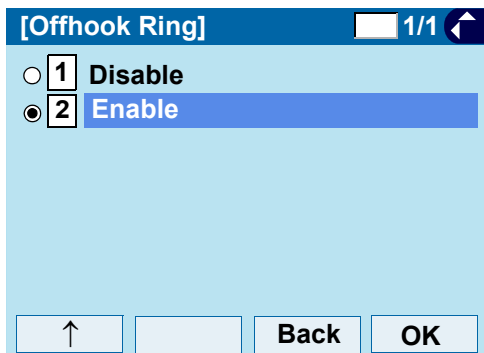 [Offhook Ring] 1/1
1 Disable
2 Enable
↑ Back OK